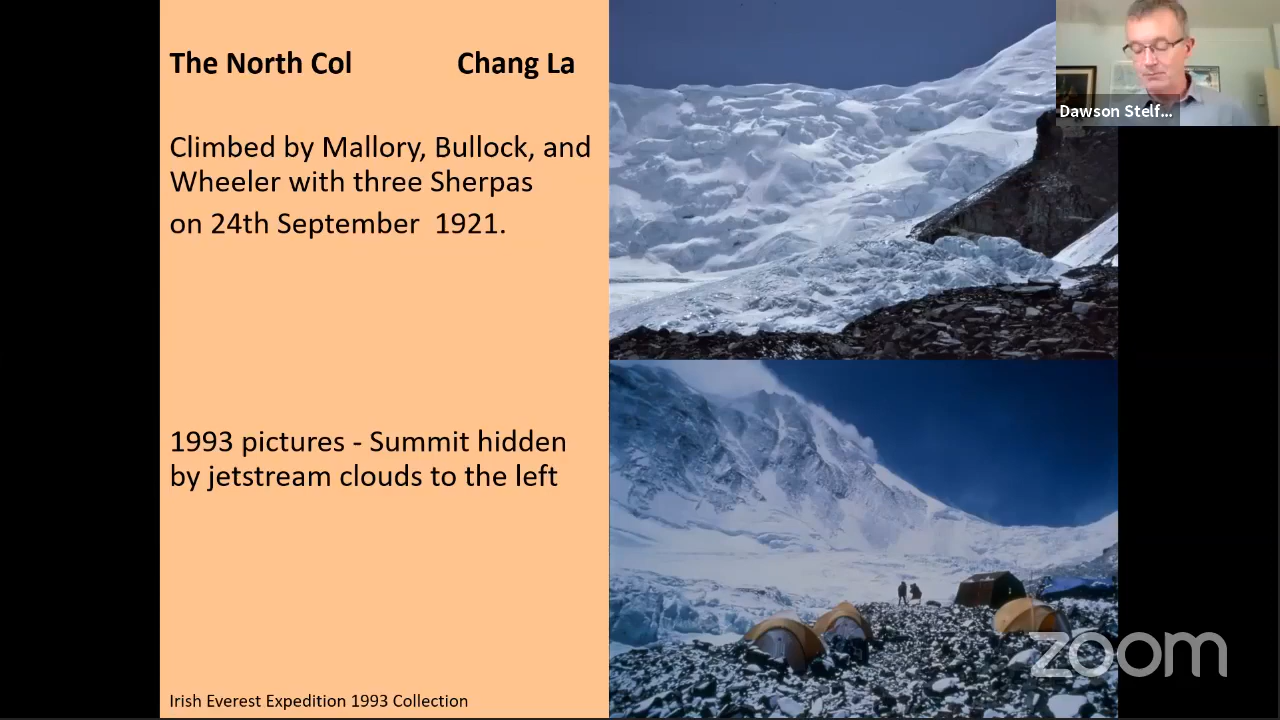 The North Col Chang La
Climbed by Mallory, Bullock, and
Wheeler with three Sherpas
on 24th September 1921.
1993 pictures - Summit hidden
by jetstream clouds to the left
Irish Everest Expedition 1993 Collection
Dawson Stelf...
zoom